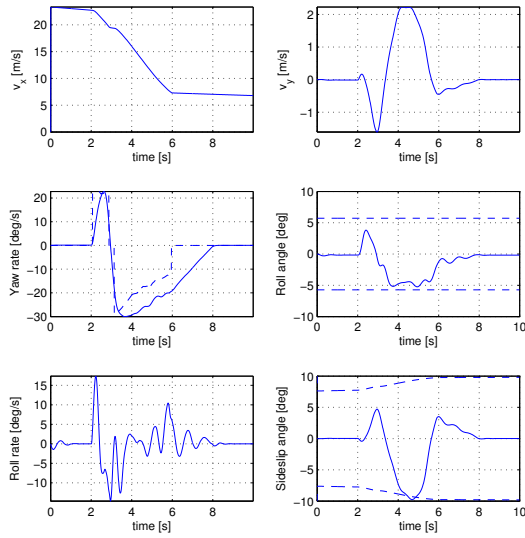 20
15
10
5
0
0 2 4 6 8
v_x [m/s]
time [s]
2
1
0
−1
0 2 4 6 8
v_y [m/s]
time [s]
20
10
0
−10
−20
−30
0 2 4 6 8
Yaw rate [deg/s]
time [s]
10
5
0
−5
−10
0 2 4 6 8 10
Roll angle [deg]
time [s]
15
10
5
0
−5
−10
0 2 4 6 8
Roll rate [deg/s]
time [s]
10
5
0
−5
−10
0 2 4 6 8 10
Sideslip angle [deg]
time [s]